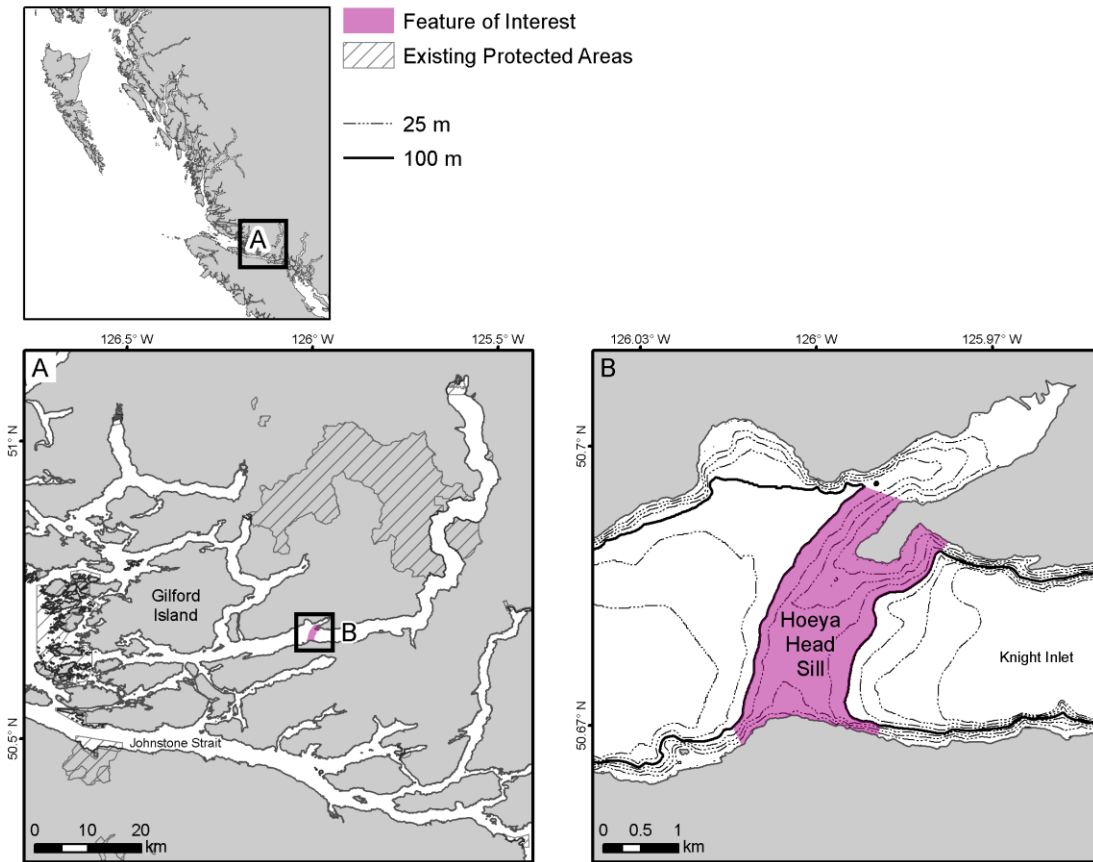 Feature of Interest
Existing Protected Areas
25 m
100 m
A
126.5° W
126° W
125.5° W
A
51° N
50.5° N
Gilford
Island
B
Johnstone Strait
0
10
20
km
126.03° W
126° W
125.97° W
B
50.7° N
50.67° N
Hoeya
Head
Sill
Knight Inlet
0
0.5
1
km